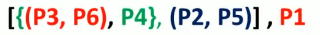 [{(P3, P6), P4}, (P2, P5)] , P1